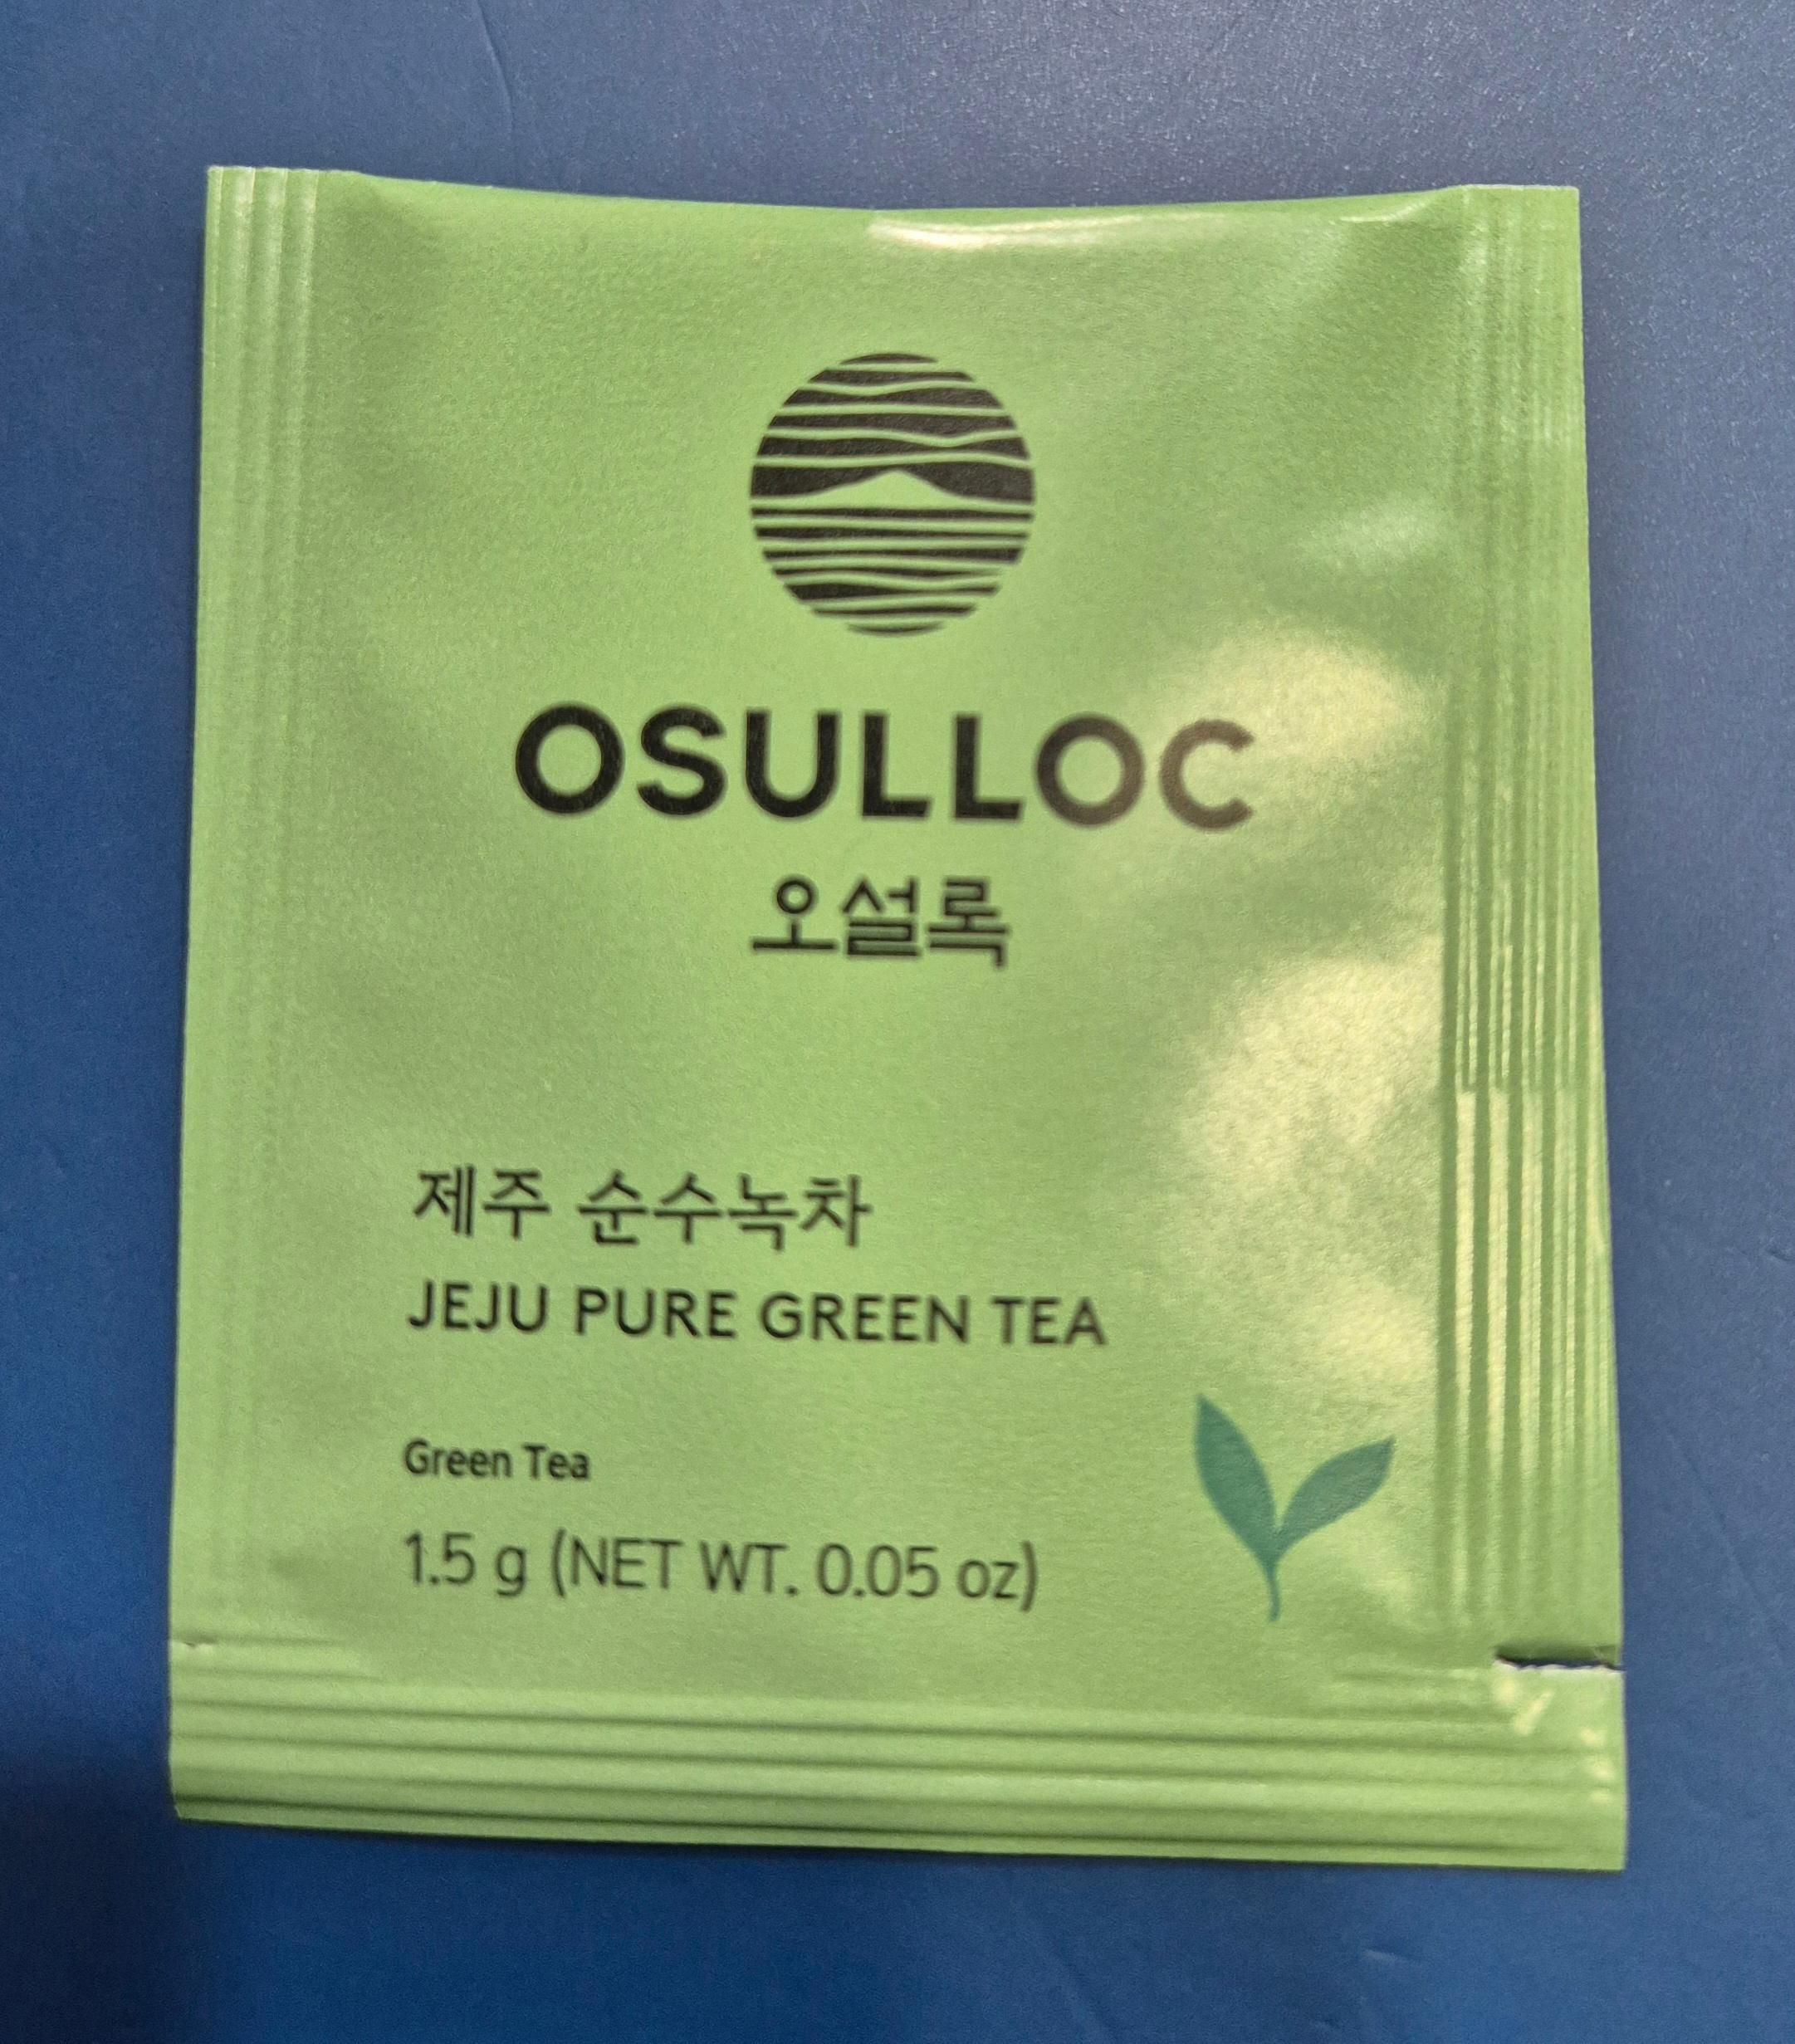 OSULLOC
오설록
제주 순수녹차
JEJU PURE GREEN TEA
Green Tea
1.5 g (NET WT. 0.05 oz)